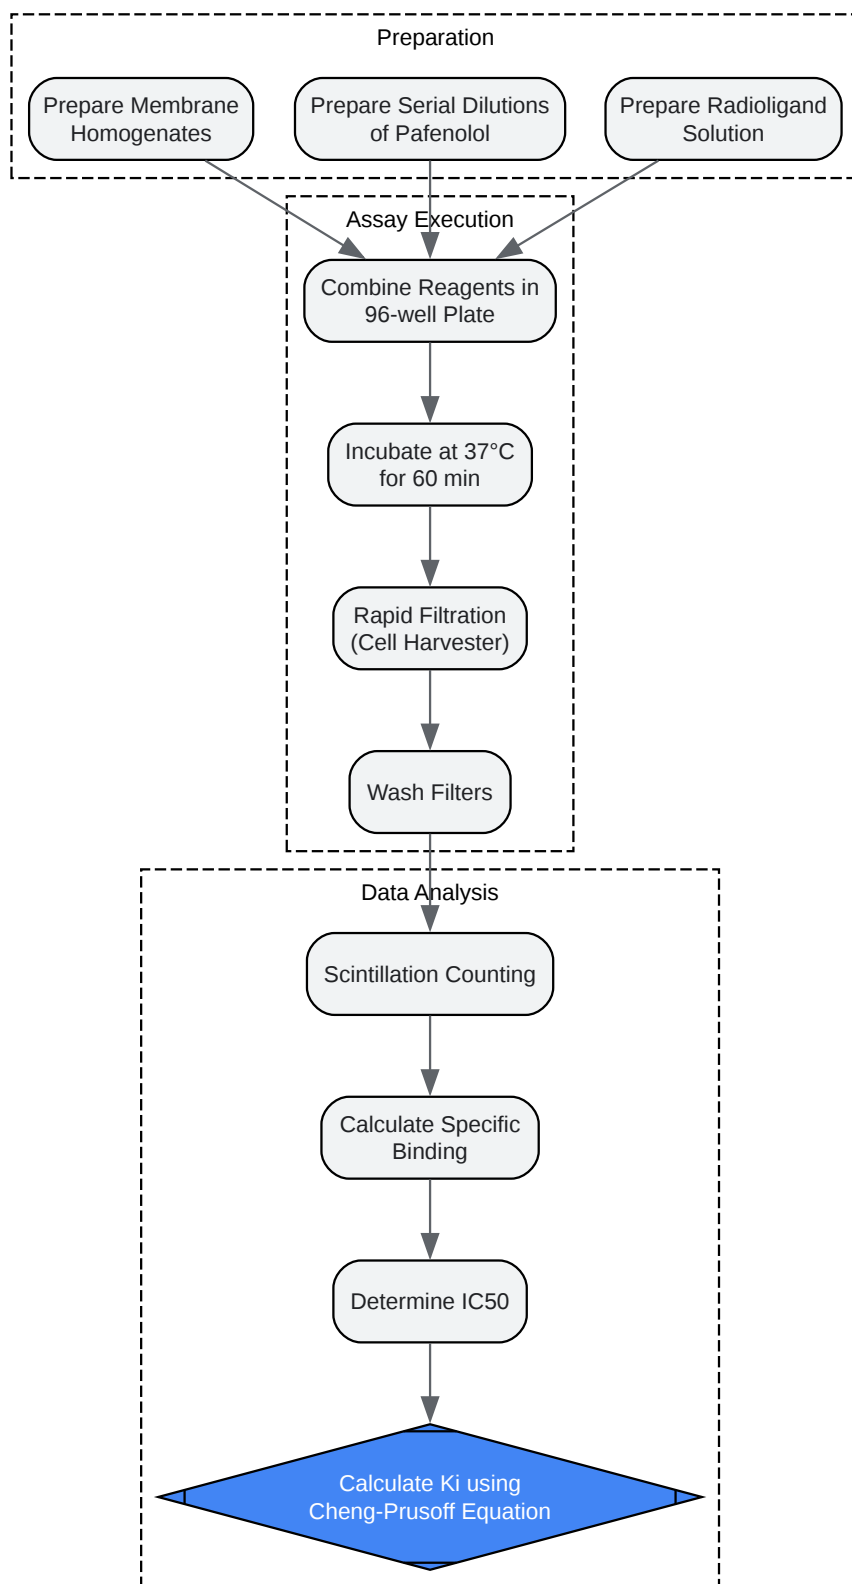 Preparation
Prepare Membrane
Homogenates
Prepare Serial Dilutions
of Pafenolol
Prepare Radioligand
Solution
Assay Execution
Combine Reagents in
96-well Plate
Incubate at 37°C
for 60 min
Rapid Filtration
(Cell Harvester)
Wash Filters
Data Analysis
Scintillation Counting
Calculate Specific
Binding
Determine IC50
Calculate Ki using
Cheng-Prusoff Equation